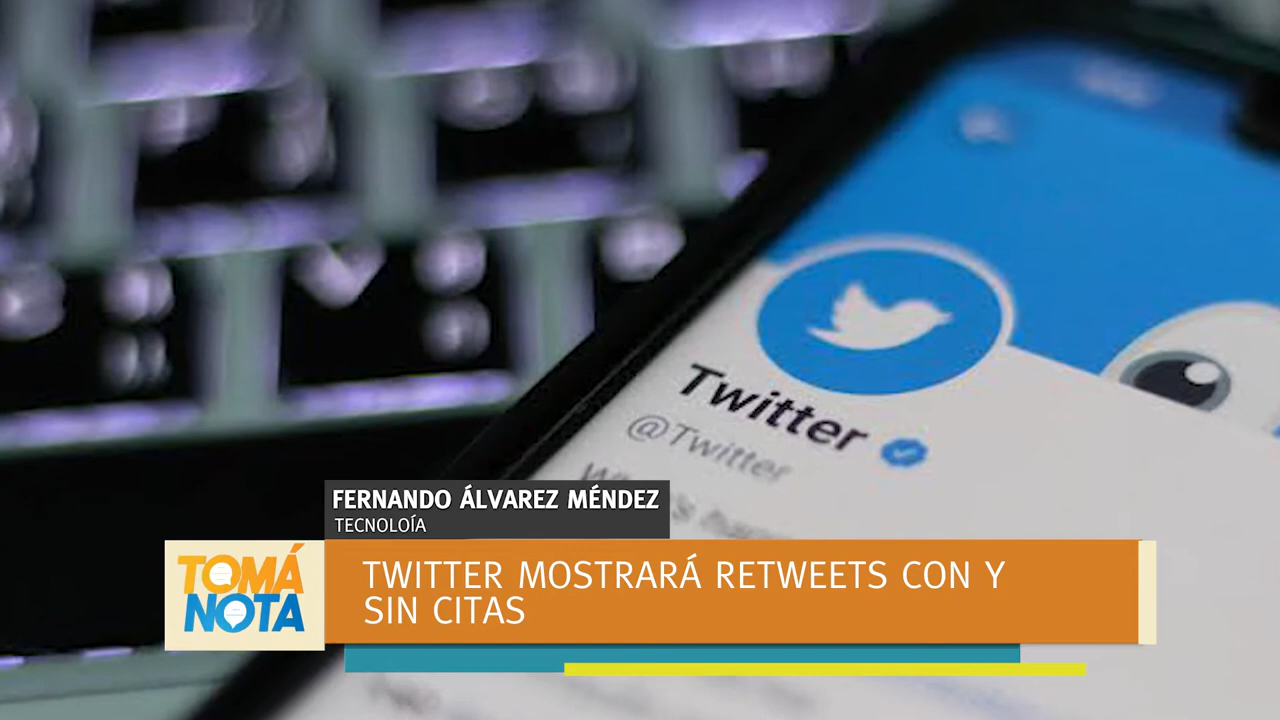 Twitter
@Twitter
FERNANDO ÁLVAREZ MÉNDEZ
TECNOLOÍA
TOMÁ
NOTA
TWITTER MOSTRARÁ RETWEETS CON Y
SIN CITAS